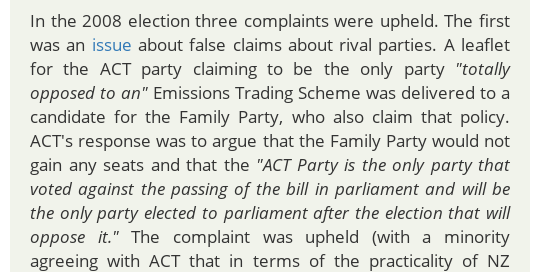 In the 2008 election three complaints were upheld. The first
was an issue about false claims about rival parties. A leaflet
for the ACT party claiming to be the only party "totally
opposed to an" Emissions Trading Scheme was delivered to a
candidate for the Family Party, who also claim that policy.
ACT's response was to argue that the Family Party would not
gain any seats and that the "ACT Party is the only party that
voted against the passing of the bill in parliament and will be
the only party elected to parliament after the election that will
oppose it." The complaint was upheld (with a minority
agreeing with ACT that in terms of the practicality of NZ